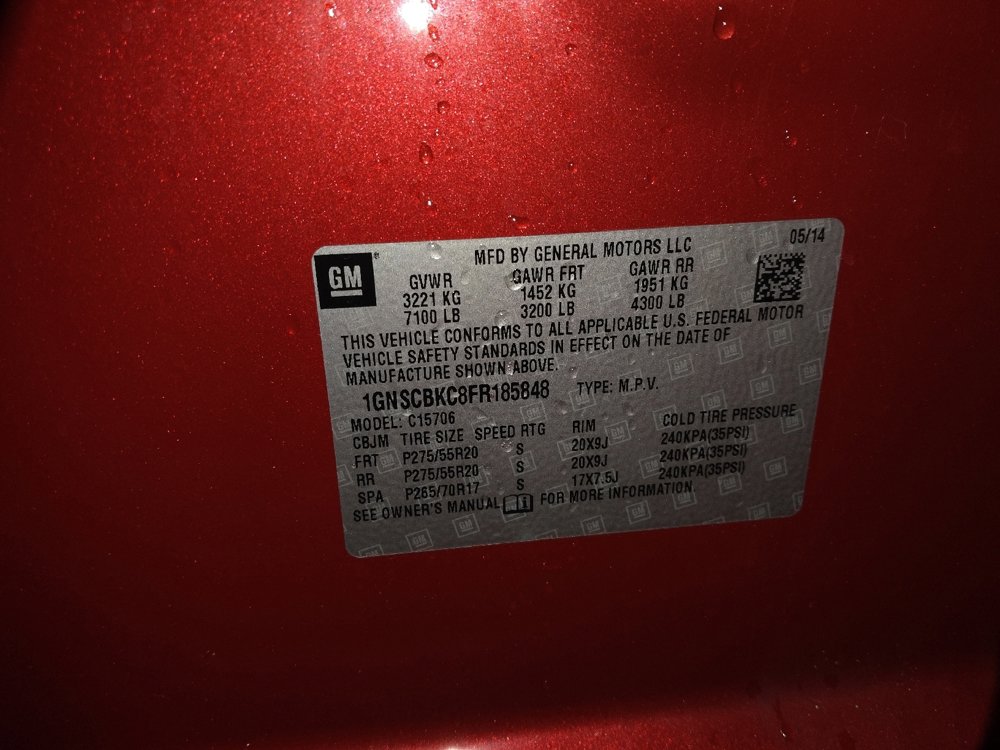 GM
MFD BY GENERAL MOTORS LLC 05/14
GVWR GAWR FRT GAWR RR
3221 KG 1452 KG 1951 KG
7100 LB 3200 LB 4300 LB
THIS VEHICLE CONFORMS TO ALL APPLICABLE U.S. FEDERAL MOTOR
VEHICLE SAFETY STANDARDS IN EFFECT ON THE DATE OF
MANUFACTURE SHOWN ABOVE.
1GNSCBKC8FR185848 TYPE: M.P.V.
MODEL: C15706
CBJM TIRE SIZE SPEED RTG RIM COLD TIRE PRESSURE
FRT P275/55R20 S 20X9J 240KPA(35PSI)
RR P275/55R20 S 20X9J 240KPA(35PSI)
SPA P265/70R17 S 17X7.5J 240KPA(35PSI)
SEE OWNER'S MANUAL FOR MORE INFORMATION.